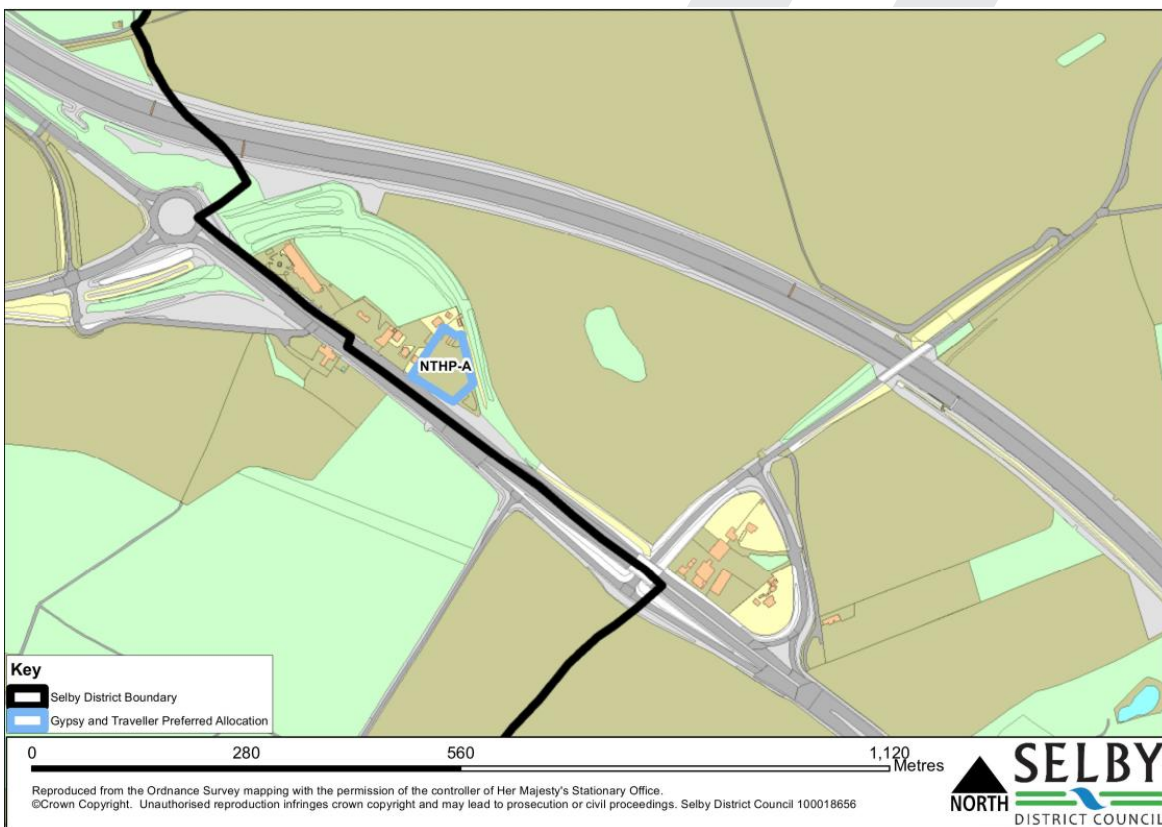 NTHP-A
Key
Selby District Boundary
Gypsy and Traveller Preferred Allocation
0 280 560 1,120
Metres
Reproduced from the Ordnance Survey mapping with the permission of the controller of Her Majesty's Stationary Office.
©Crown Copyright. Unauthorised reproduction infringes crown copyright and may lead to prosecution or civil proceedings. Selby District Council 100018656
NORTH
SELBY
DISTRICT COUNCIL